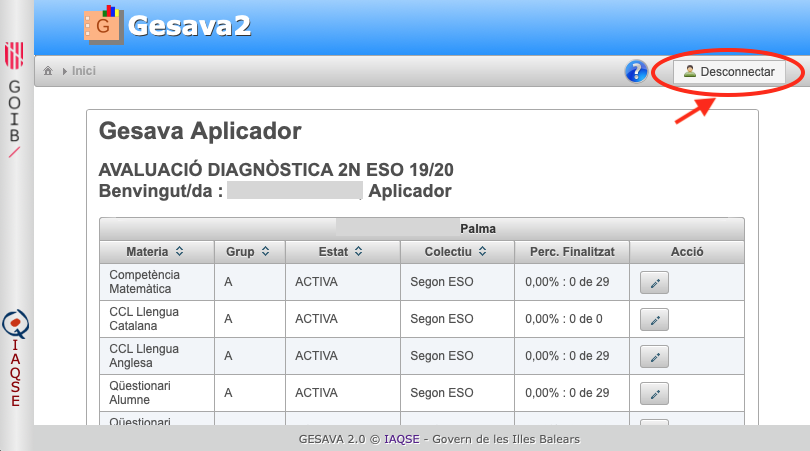 G Gesava2
Inici
? Desconnectar
GOIB
IAQSE
Gesava Aplicador
AVALUACIÓ DIAGNÒSTICA 2N ESO 19/20
Benvingut/da : Aplicador
Palma
Materia Grup Estat Colectiu Perc. Finalitzat Acció
Competència Matemàtica A ACTIVA Segon ESO 0,00% : 0 de 29
CCL Llengua Catalana A ACTIVA Segon ESO 0,00% : 0 de 0
CCL Llengua Anglesa A ACTIVA Segon ESO 0,00% : 0 de 29
Qüestionari Alumne A ACTIVA Segon ESO 0,00% : 0 de 29
Qüestionari
GESAVA 2.0 © IAQSE - Govern de les Illes Balears